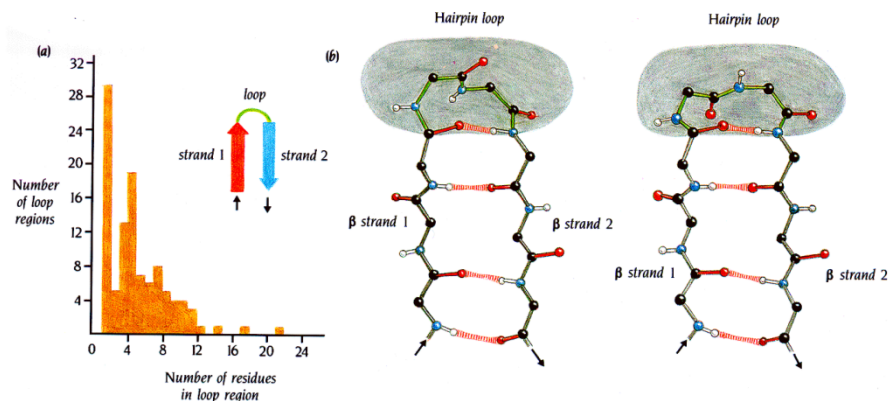 (a)
32
28
24
20
16
12
8
4
Number
of loop
regions
0 4 8 12 16 20 24
Number of residues
in loop region
loop
strand 1
strand 2
(b)
Hairpin loop
β strand 1
β strand 2
Hairpin loop
β strand 1
β strand 2